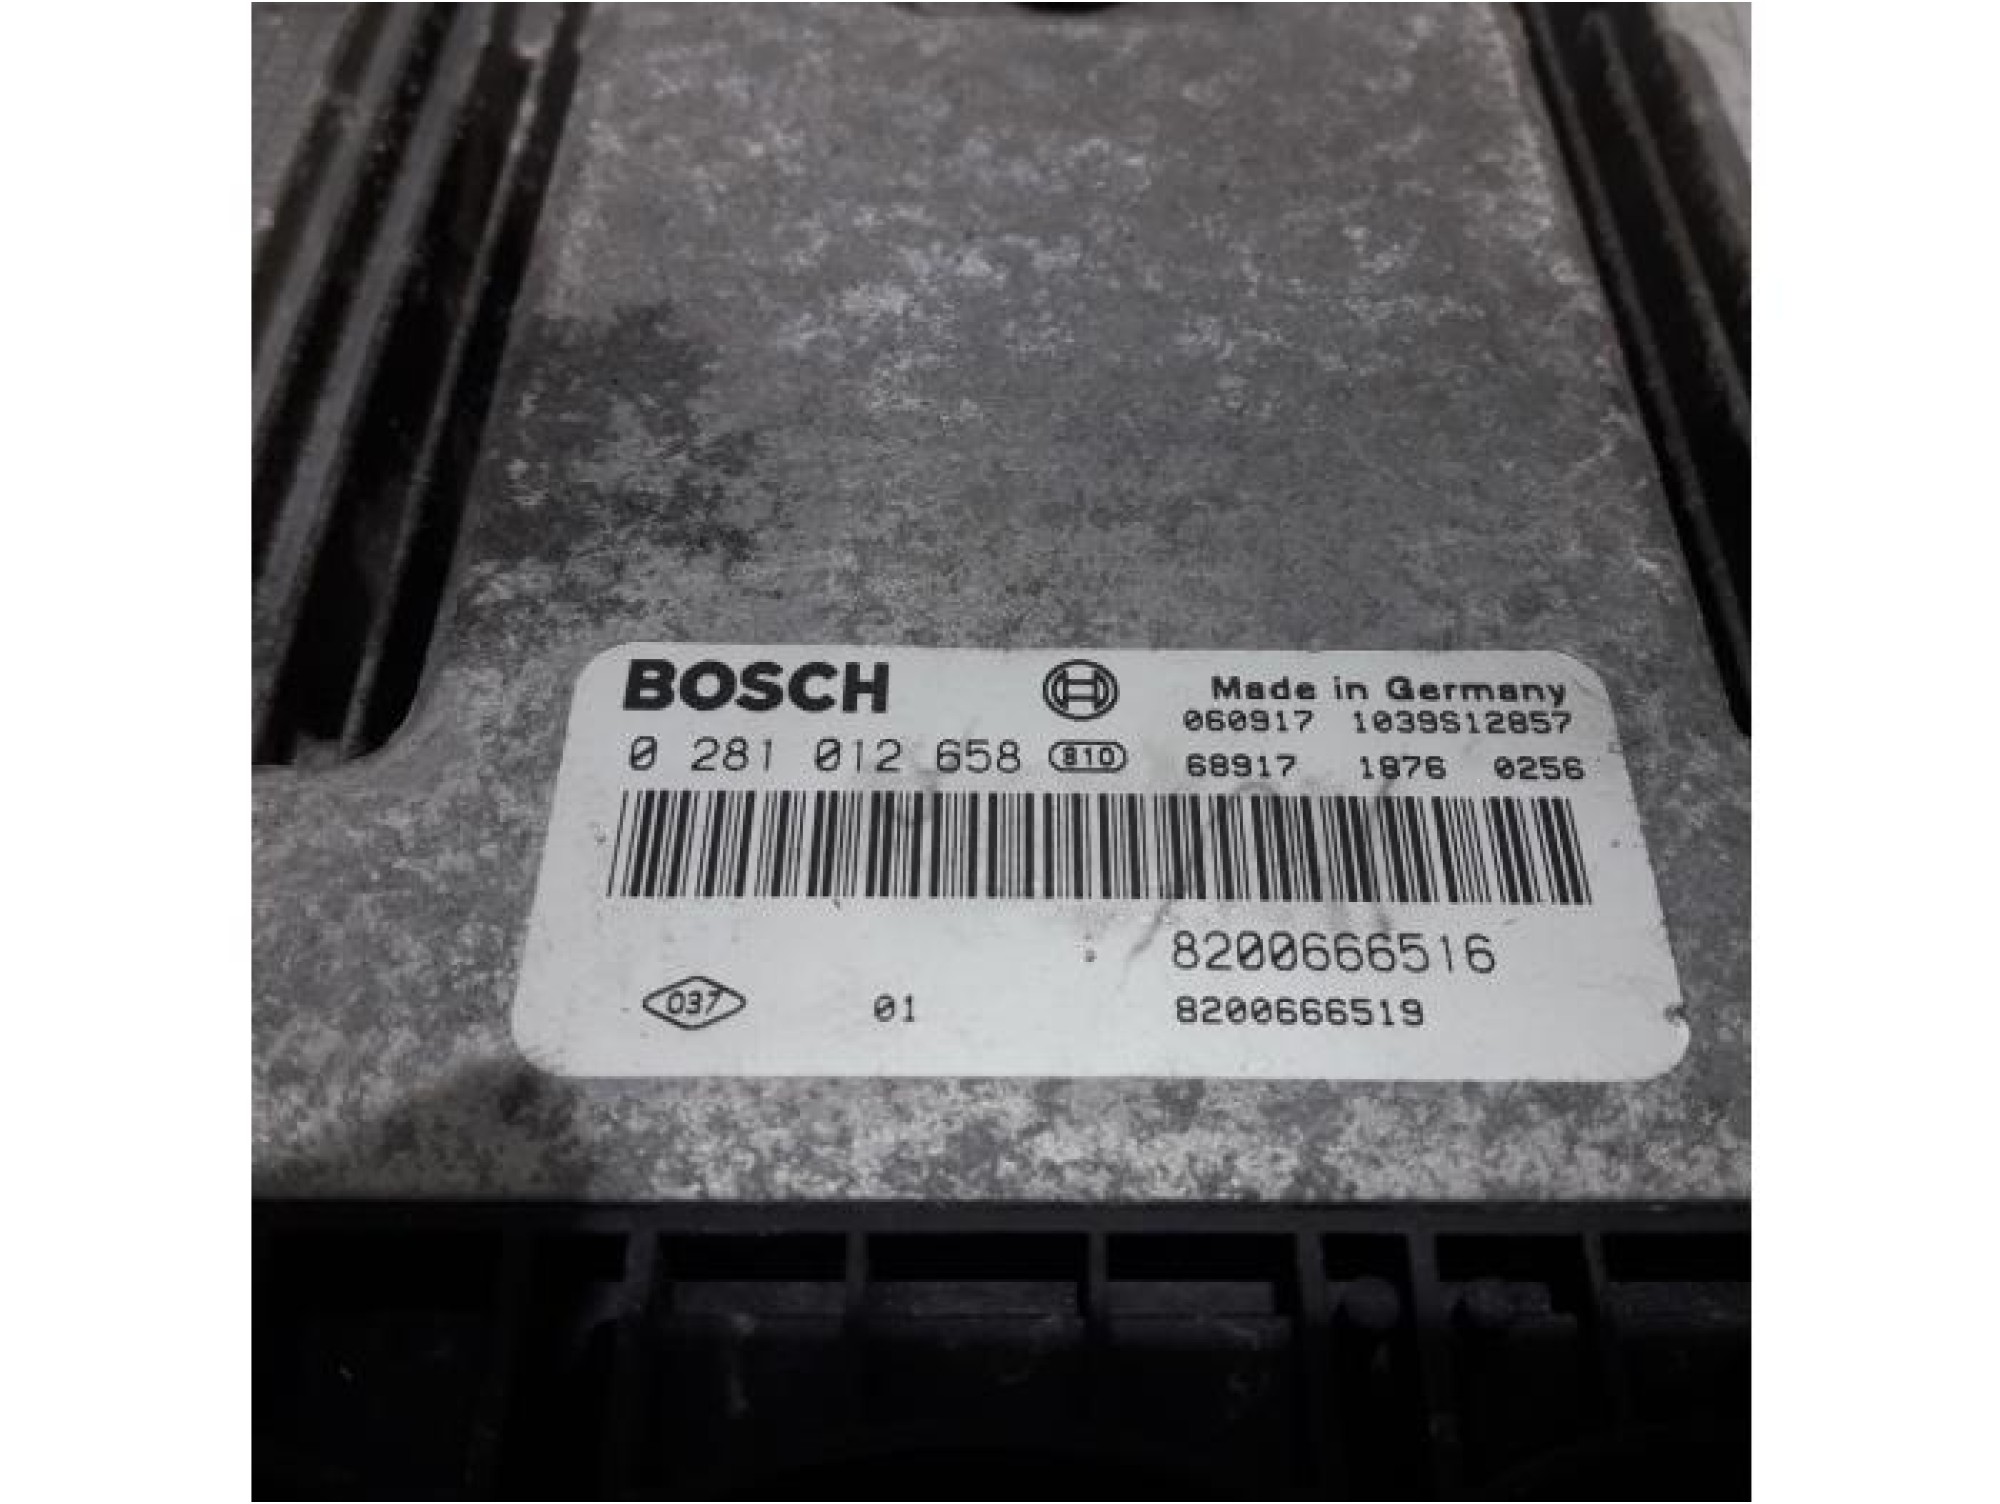 BOSCH
Made in Germany
060917 1039S12857
0 281 012 658 810
68917 1876 0256
8200666516
037 01 8200666519